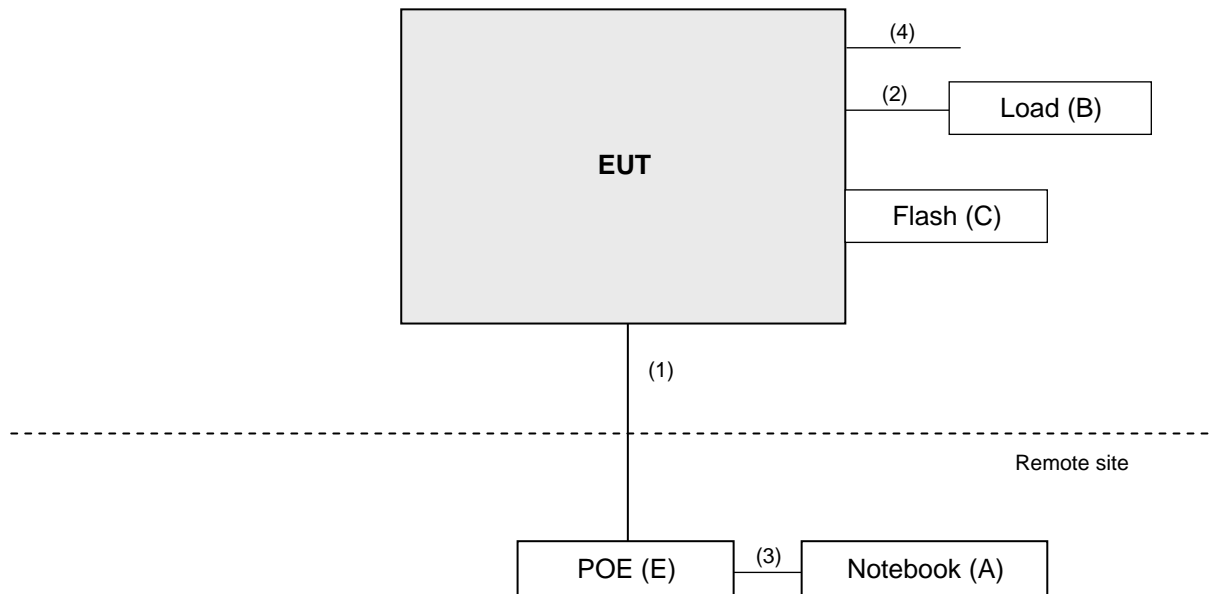 (4)
(2)
Load (B)
EUT
Flash (C)
(1)
Remote site
POE (E)
(3)
Notebook (A)